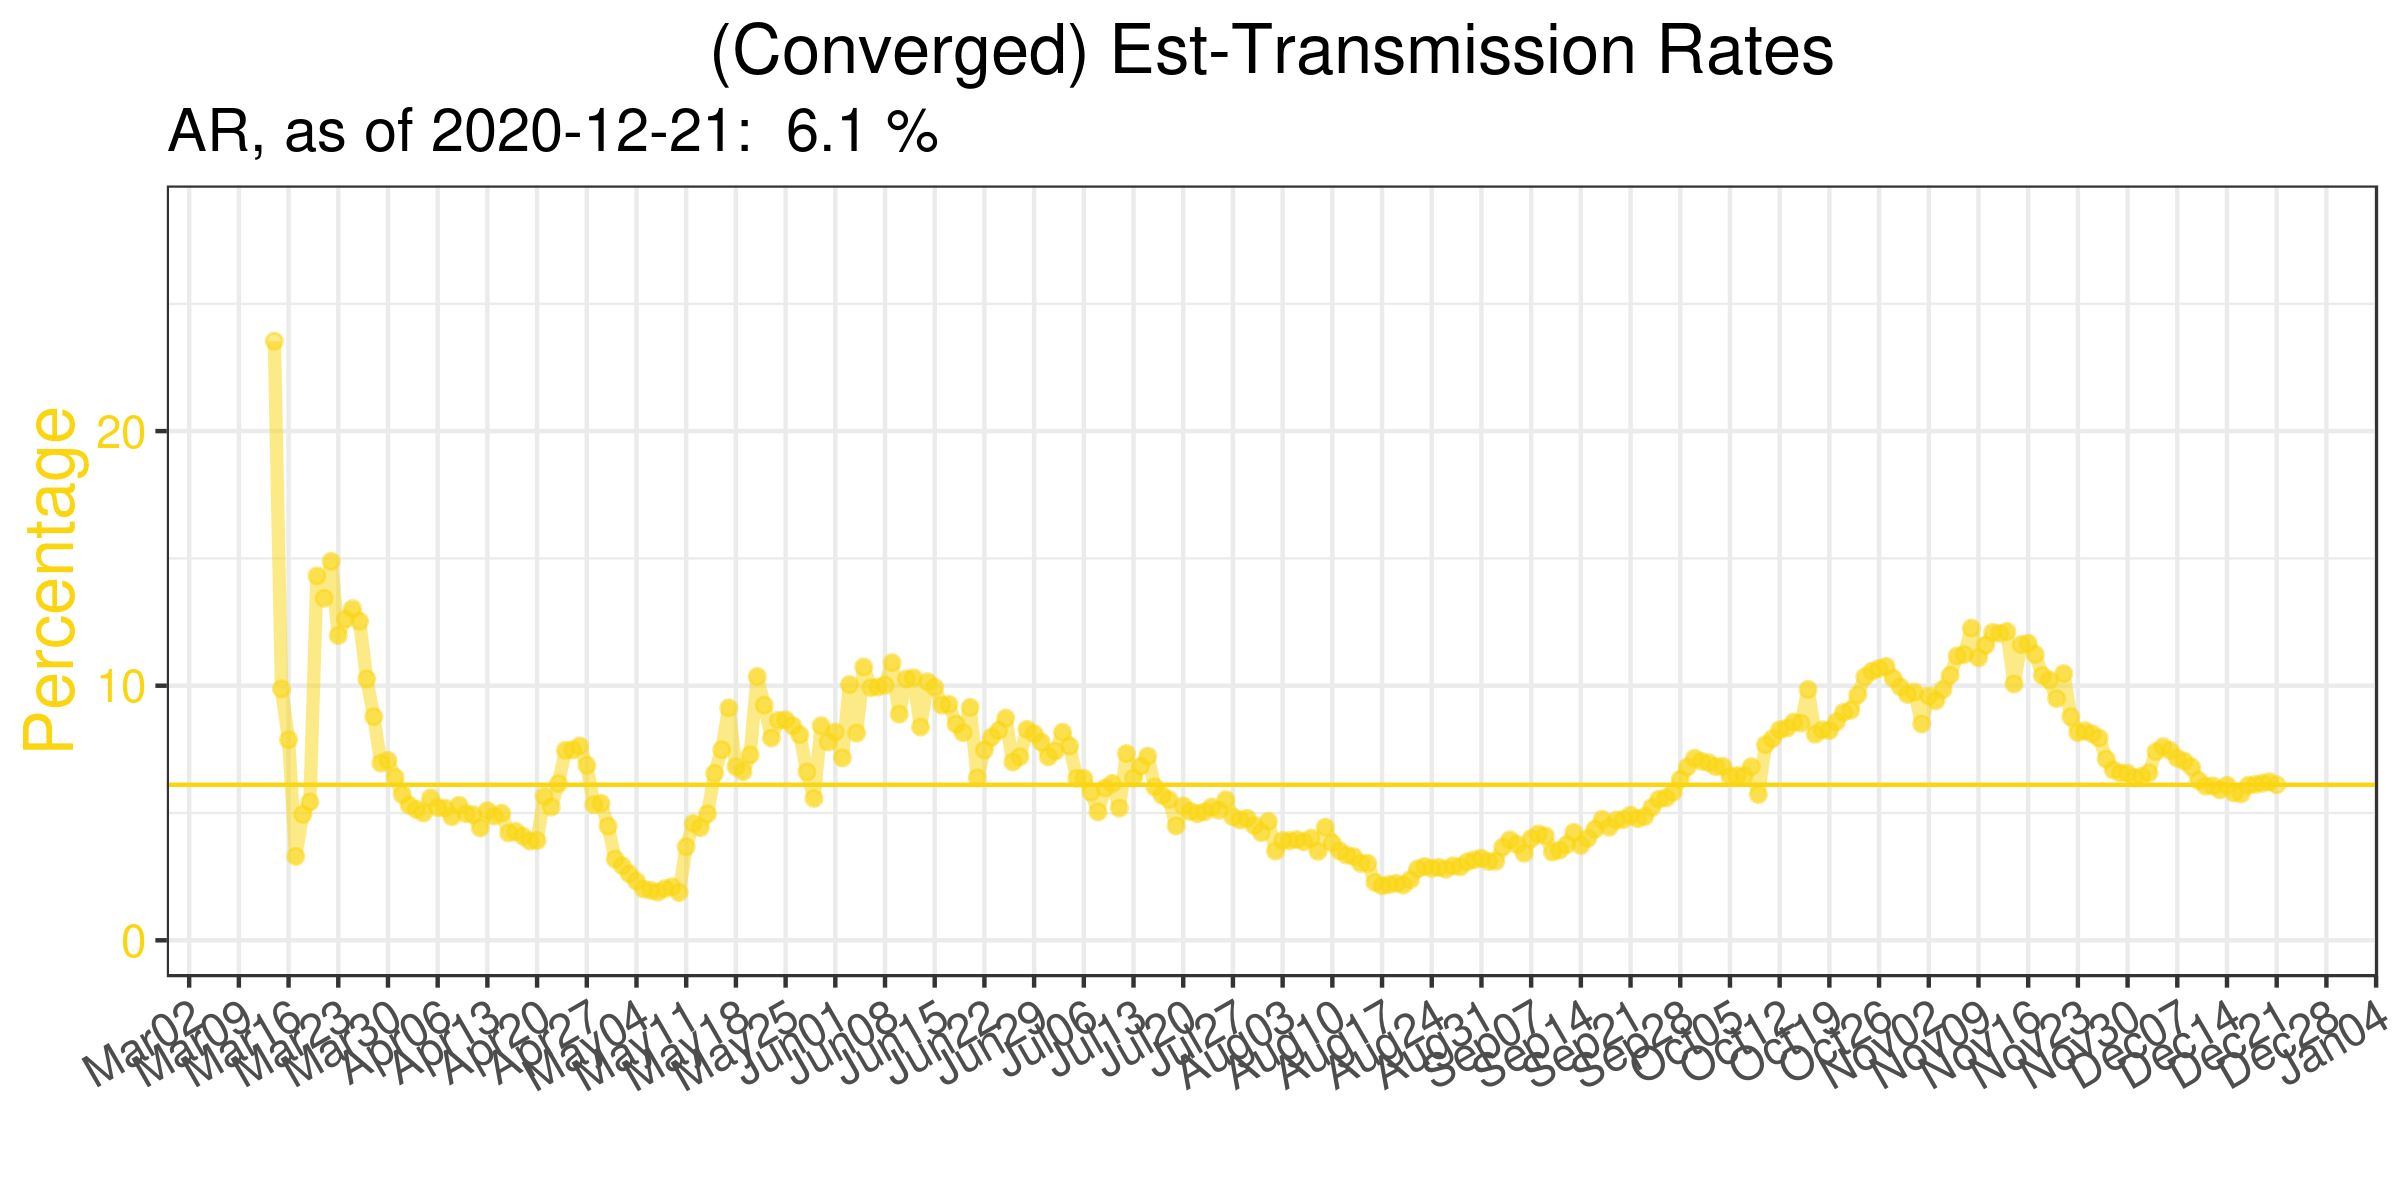 (Converged) Est-Transmission Rates
AR, as of 2020-12-21:  6.1 %
Percentage
20
10
0
Mar02
Mar09
Mar16
Mar23
Mar30
Apr06
Apr13
Apr20
Apr27
May04
May11
May18
May25
Jun01
Jun08
Jun15
Jun22
Jun29
Jul06
Jul13
Jul20
Jul27
Aug03
Aug10
Aug17
Aug24
Aug31
Sep07
Sep14
Sep21
Sep28
Oct05
Oct12
Oct19
Oct26
Nov02
Nov09
Nov16
Nov23
Nov30
Dec07
Dec14
Dec21
Dec28
Jan04